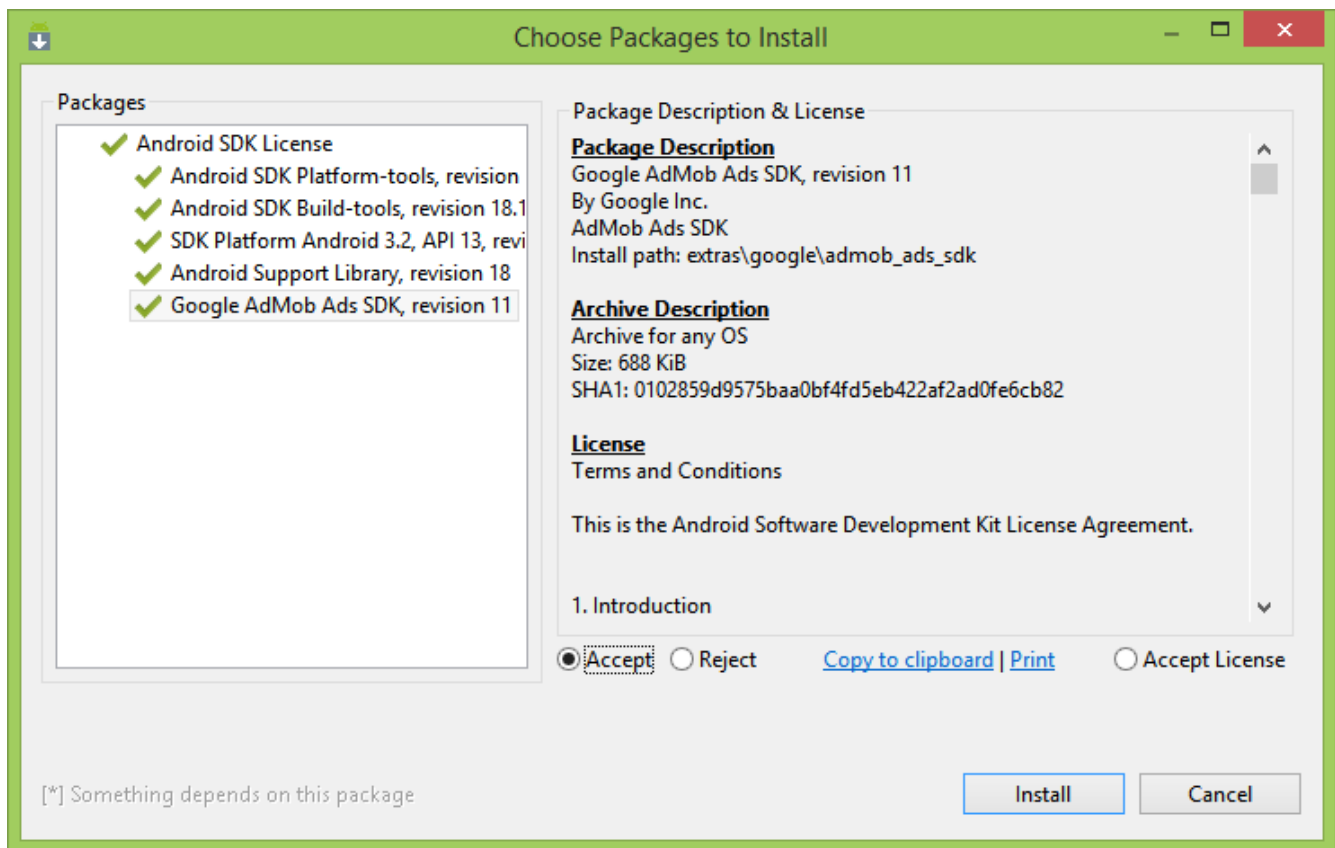 Choose Packages to Install
Packages
Android SDK License
Android SDK Platform-tools, revision
Android SDK Build-tools, revision 18.1
SDK Platform Android 3.2, API 13, revi
Android Support Library, revision 18
Google AdMob Ads SDK, revision 11
Package Description & License
Package Description
Google AdMob Ads SDK, revision 11
By Google Inc.
AdMob Ads SDK
Install path: extras\google\admob_ads_sdk
Archive Description
Archive for any OS
Size: 688 KiB
SHA1: 0102859d9575baa0bf4fd5eb422af2ad0fe6cb82
License
Terms and Conditions
This is the Android Software Development Kit License Agreement.
1. Introduction
Accept Reject Copy to clipboard | Print Accept License
[*] Something depends on this package
Install Cancel